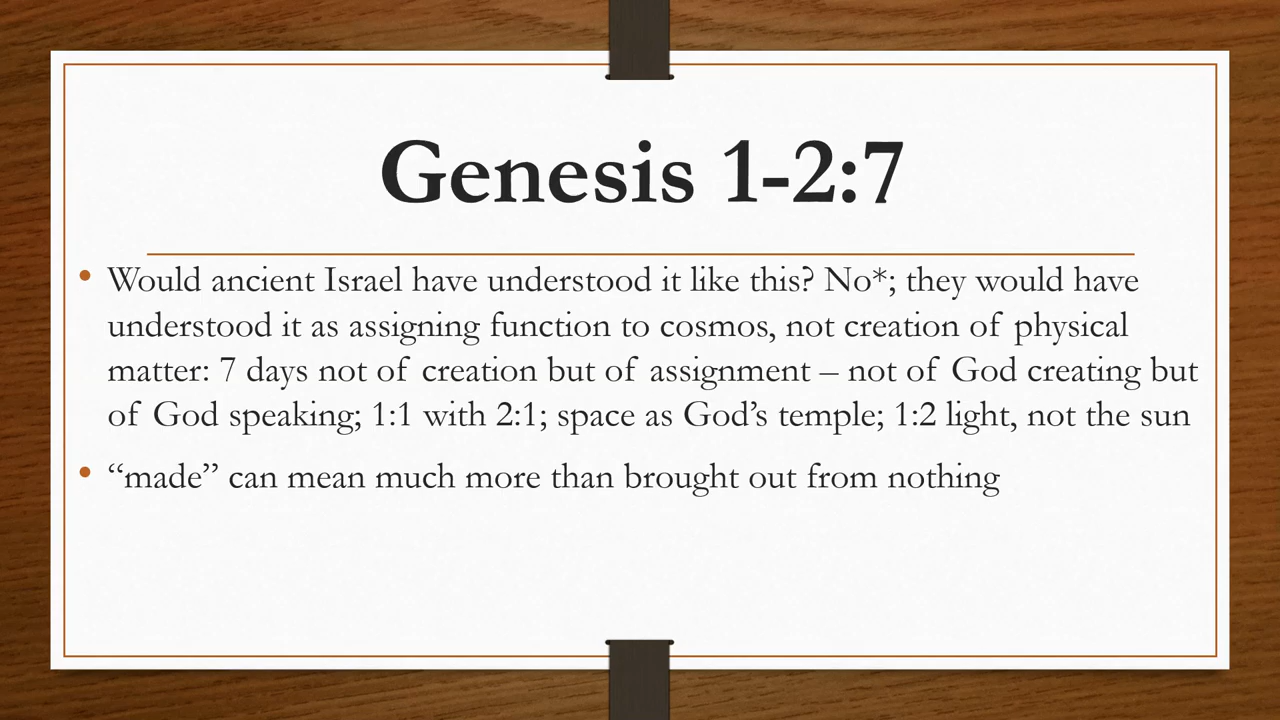 Genesis 1-2:7
• Would ancient Israel have understood it like this? No*; they would have
understood it as assigning function to cosmos, not creation of physical
matter: 7 days not of creation but of assignment – not of God creating but
of God speaking; 1:1 with 2:1; space as God’s temple; 1:2 light, not the sun
• “made” can mean much more than brought out from nothing